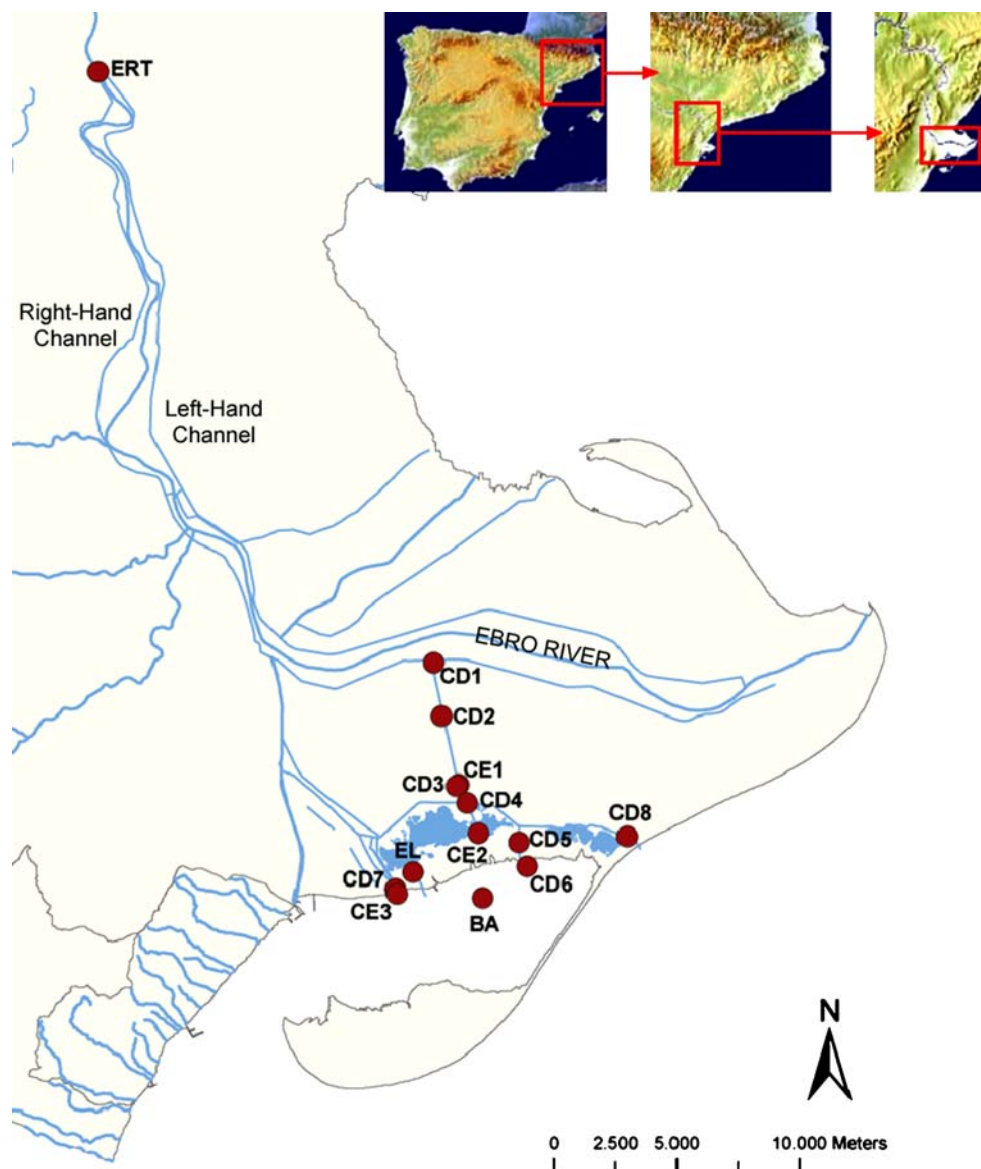 ERT
Right-Hand
Channel
Left-Hand
Channel
EBRO RIVER
CD1
CD2
CE1
CD3
CD4
CD8
CE2
CD5
EL
CD6
CD7
CE3
BA
N
0 2.500 5.000 10.000 Meters